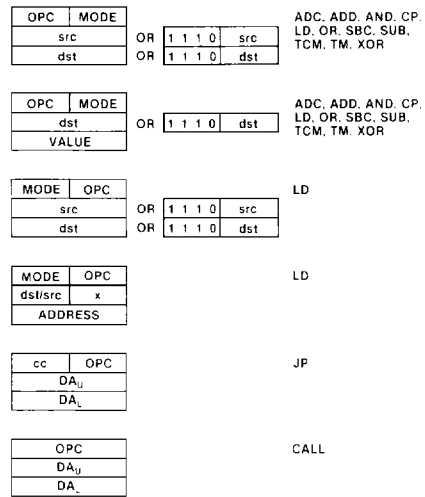 OPC MODE
src OR 1 1 1 0 src
dst OR 1 1 1 0 dst
ADC, ADD. AND. CP.
LD, OR. SBC, SUB,
TCM, TM. XOR
OPC MODE
dst OR 1 1 1 0 dst
VALUE
ADC, ADD. AND. CP.
LD, OR. SBC, SUB,
TCM, TM. XOR
MODE OPC LD
src OR 1 1 1 0 src
dst OR 1 1 1 0 dst
MODE OPC LD
dst/src x
ADDRESS
cc OPC JP
DAU
DAL
OPC CALL
DAU
DAL